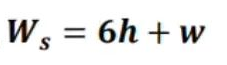 Wₛ = 6h + w